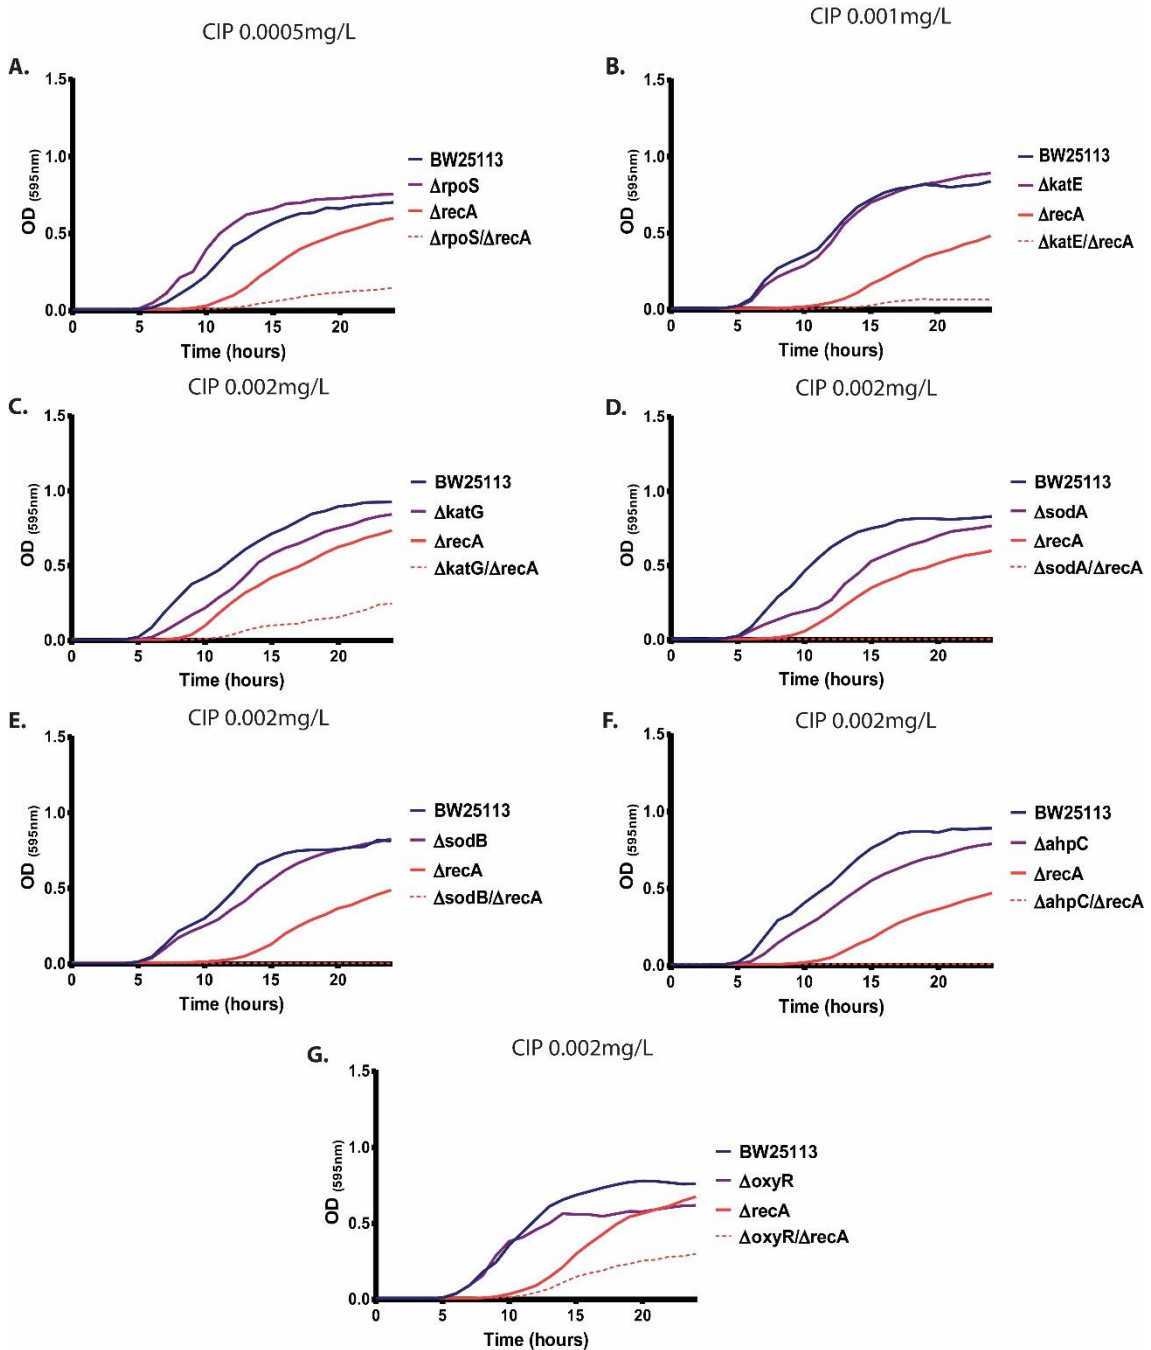 CIP 0.0005mg/L
A.
1.5
1.0
0.5
0.0
OD (595nm)
0 5 10 15 20
Time (hours)
BW25113
ΔrpoS
ΔrecA
ΔrpoS/ΔrecA
CIP 0.001mg/L
B.
1.5
1.0
0.5
0.0
OD (595nm)
0 5 10 15 20
Time (hours)
BW25113
ΔkatE
ΔrecA
ΔkatE/ΔrecA
CIP 0.002mg/L
C.
1.5
1.0
0.5
0.0
OD (595nm)
0 5 10 15 20
Time (hours)
BW25113
ΔkatG
ΔrecA
ΔkatG/ΔrecA
CIP 0.002mg/L
D.
1.5
1.0
0.5
0.0
OD (595nm)
0 5 10 15 20
Time (hours)
BW25113
ΔsodA
ΔrecA
ΔsodA/ΔrecA
CIP 0.002mg/L
E.
1.5
1.0
0.5
0.0
OD (595nm)
0 5 10 15 20
Time (hours)
BW25113
ΔsodB
ΔrecA
ΔsodB/ΔrecA
CIP 0.002mg/L
F.
1.5
1.0
0.5
0.0
OD (595nm)
0 5 10 15 20
Time (hours)
BW25113
ΔahpC
ΔrecA
ΔahpC/ΔrecA
CIP 0.002mg/L
G.
1.5
1.0
0.5
0.0
OD (595nm)
0 5 10 15 20
Time (hours)
BW25113
ΔoxyR
ΔrecA
ΔoxyR/ΔrecA